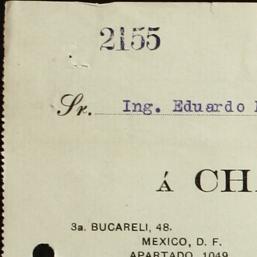 2155
Sr. Ing. Eduardo
Á CH
3a. BUCARELI, 48.
MEXICO, D. F.
APARTADO, 1049